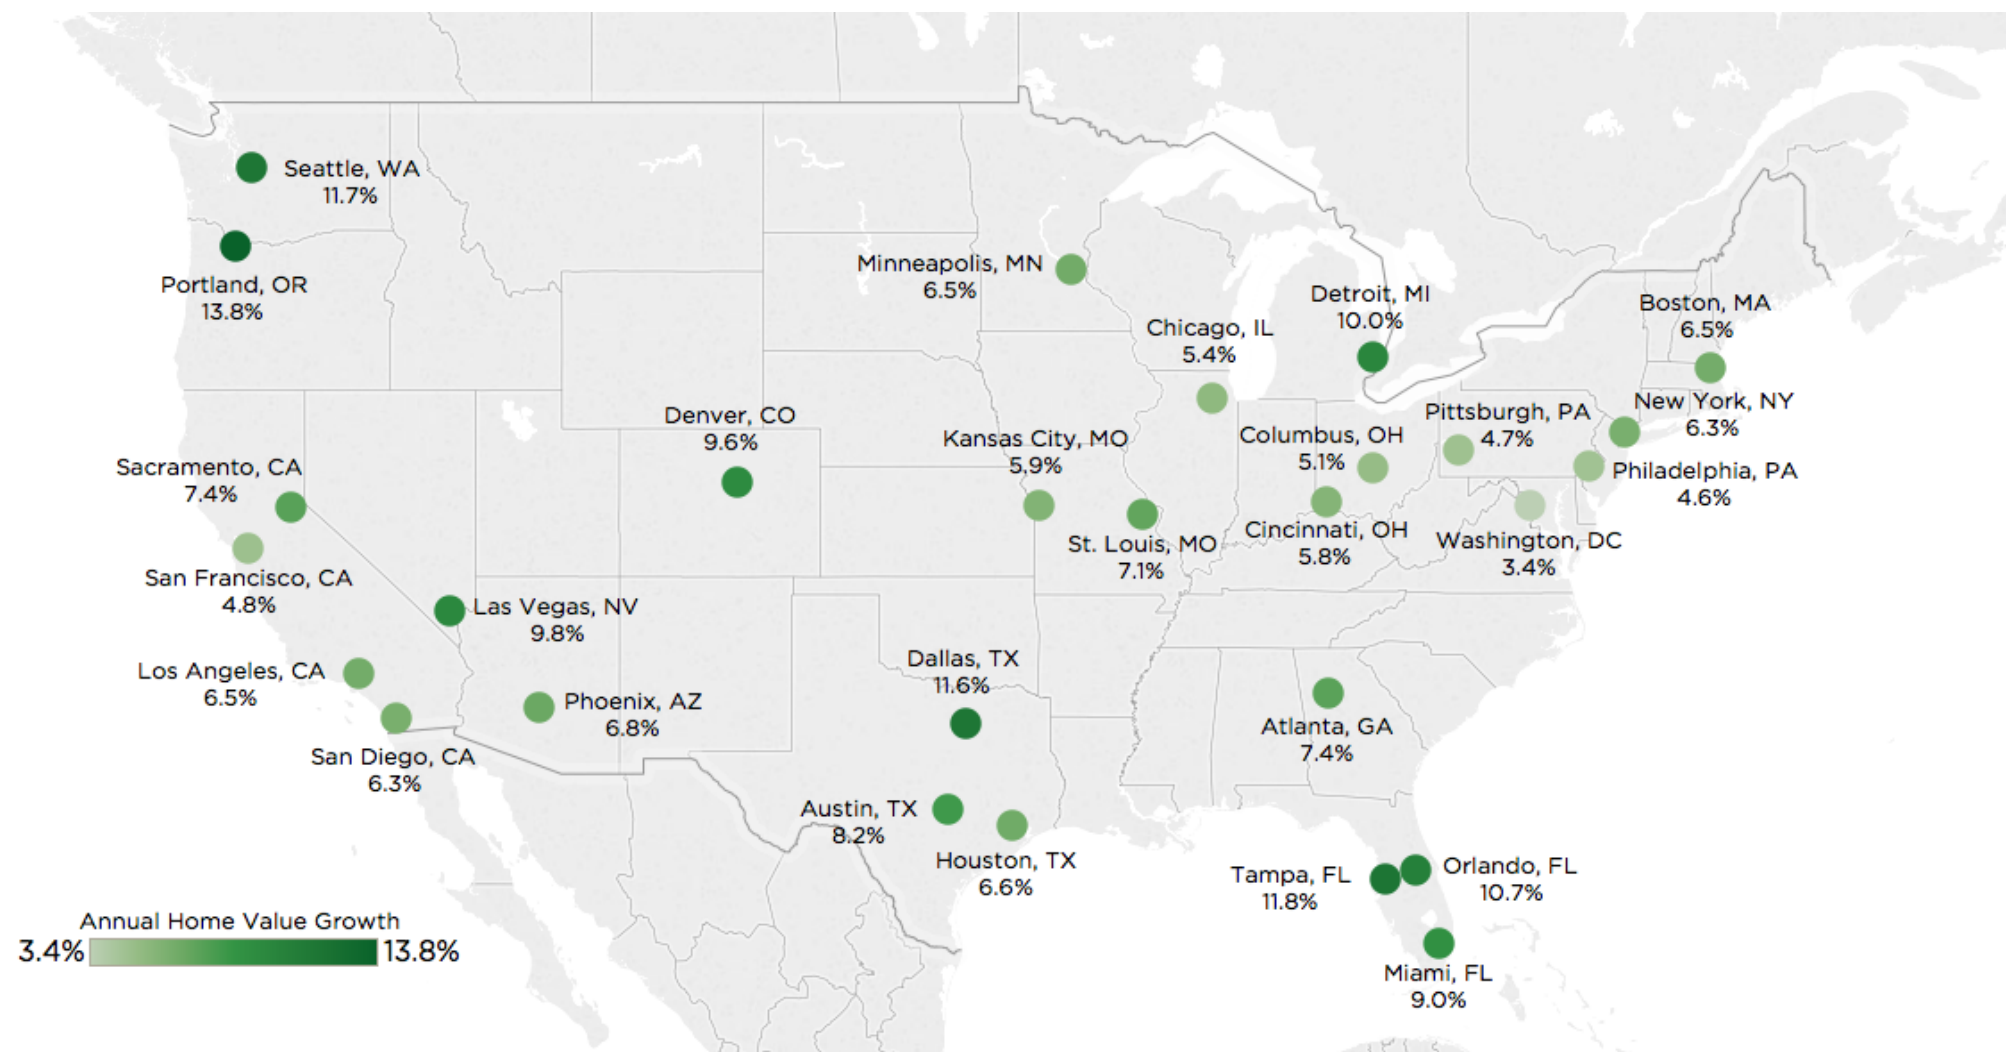 Seattle, WA
11.7%
Portland, OR
13.8%
Minneapolis, MN
6.5%
Detroit, MI
10.0%
Boston, MA
6.5%
Chicago, IL
5.4%
Denver, CO
9.6%
Kansas City, MO
5.9%
Columbus, OH
5.1%
Pittsburgh, PA
4.7%
New York, NY
6.3%
Sacramento, CA
7.4%
Philadelphia, PA
4.6%
St. Louis, MO
7.1%
Cincinnati, OH
5.8%
Washington, DC
3.4%
San Francisco, CA
4.8%
Las Vegas, NV
9.8%
Los Angeles, CA
6.5%
Phoenix, AZ
6.8%
Dallas, TX
11.6%
Atlanta, GA
7.4%
San Diego, CA
6.3%
Austin, TX
8.2%
Houston, TX
6.6%
Tampa, FL
11.8%
Orlando, FL
10.7%
Miami, FL
9.0%
Annual Home Value Growth
3.4% 13.8%